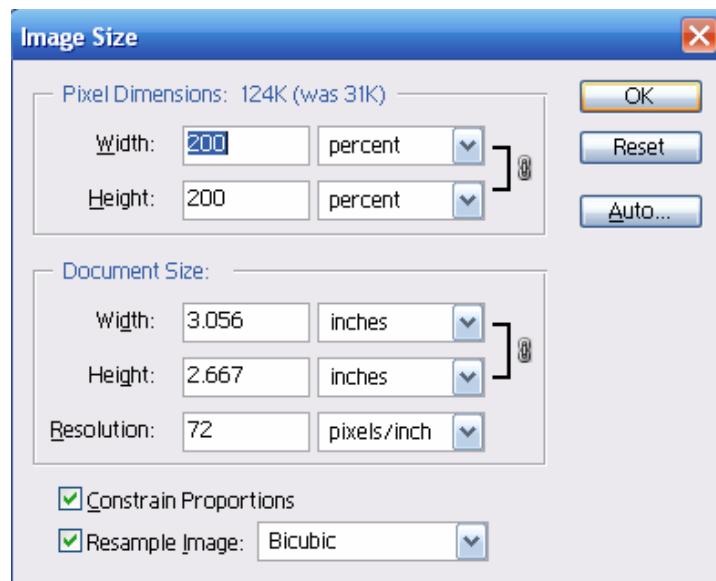 Image Size
Pixel Dimensions: 124K (was 31K)
Width: 200 percent
Height: 200 percent
OK
Reset
Auto...
Document Size:
Width: 3.056 inches
Height: 2.667 inches
Resolution: 72 pixels/inch
Constrain Proportions
Resample Image: Bicubic